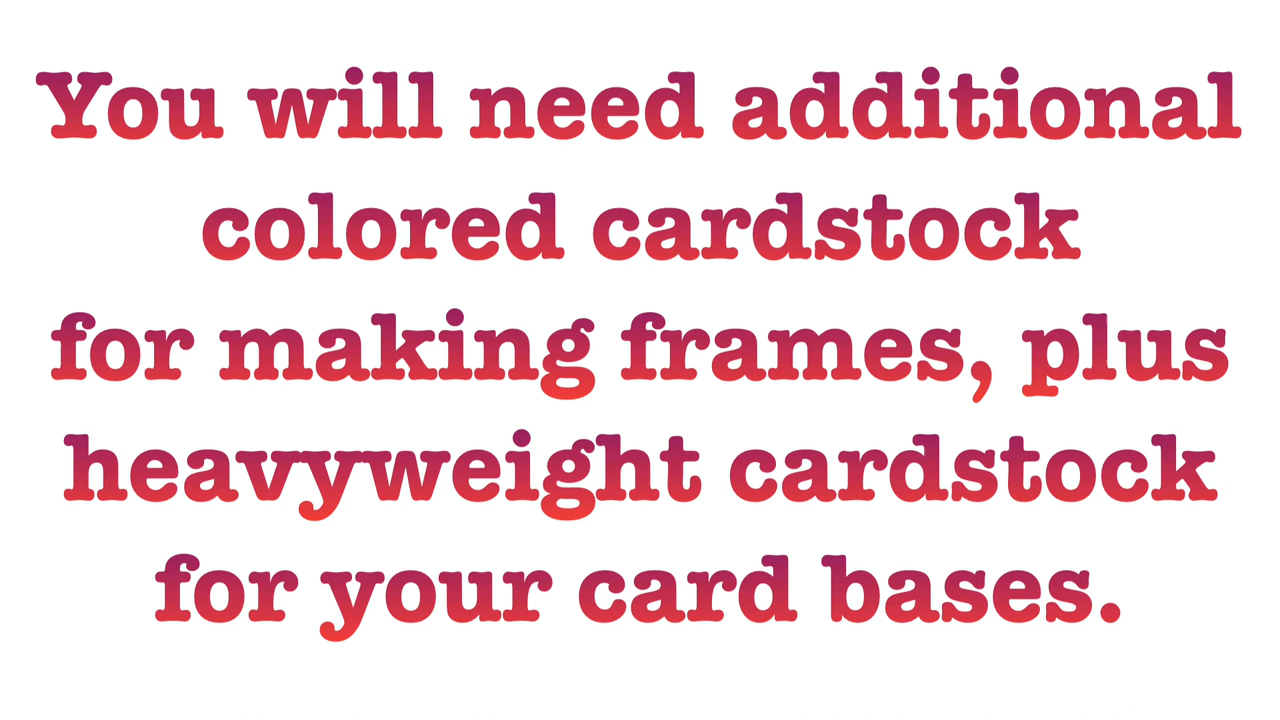 You will need additional
colored cardstock
for making frames, plus
heavyweight cardstock
for your card bases.